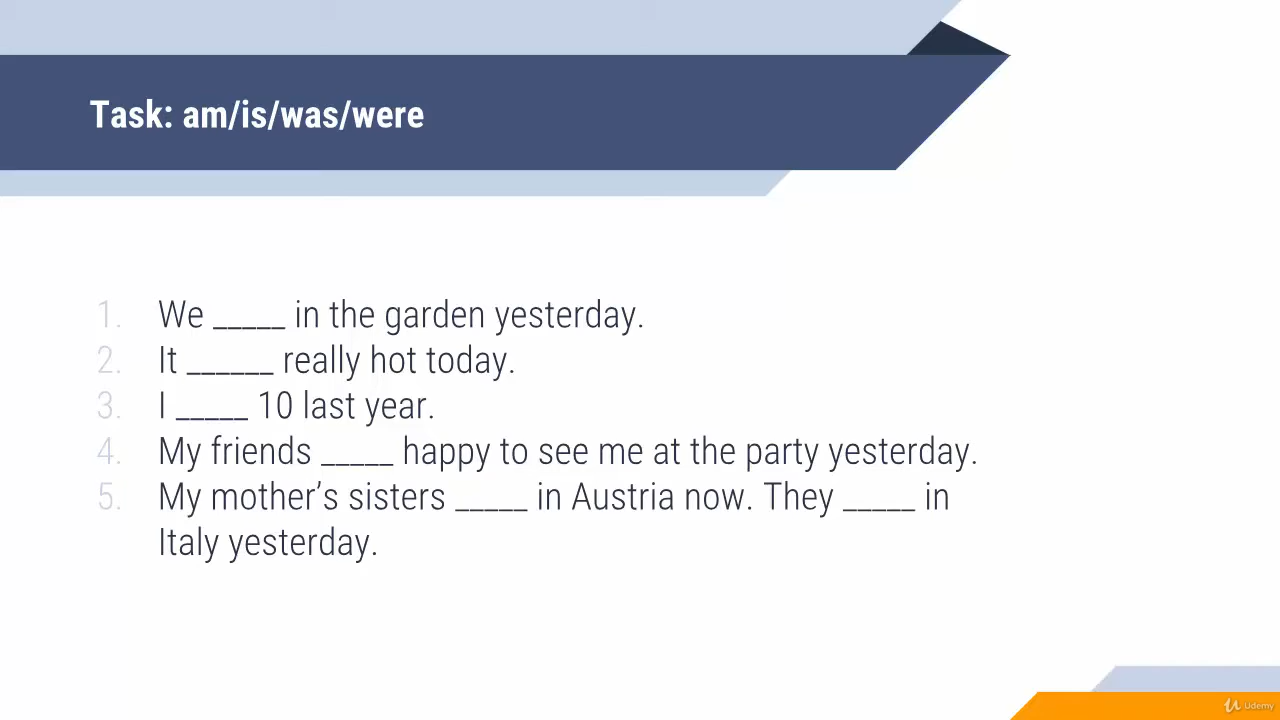 Task: am/is/was/were
1. We _____ in the garden yesterday.
2. It ______ really hot today.
3. I _____ 10 last year.
4. My friends _____ happy to see me at the party yesterday.
5. My mother’s sisters _____ in Austria now. They _____ in
Italy yesterday.
Udemy